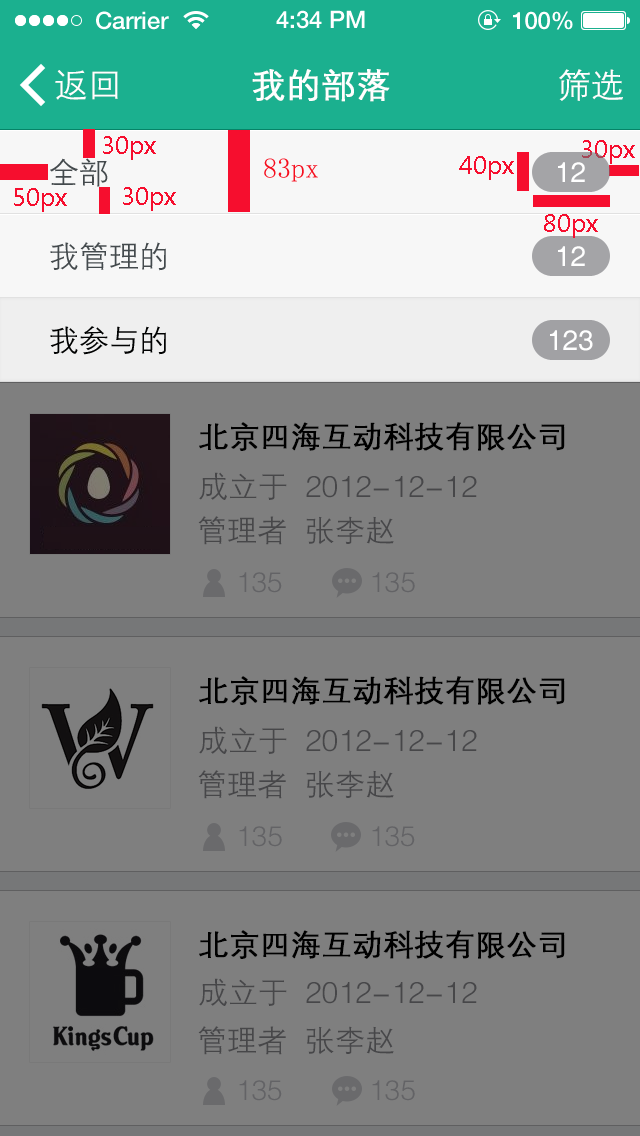 Carrier 4:34 PM 100%
返回 我的部落 筛选
30px 83px 40px 30px
全部 12
50px 30px 80px
我管理的 12
我参与的 123
北京四海互动科技有限公司
成立于 2012-12-12
管理者 张李赵
135 135
北京四海互动科技有限公司
成立于 2012-12-12
管理者 张李赵
135 135
北京四海互动科技有限公司
成立于 2012-12-12
KingsCup 管理者 张李赵
135 135